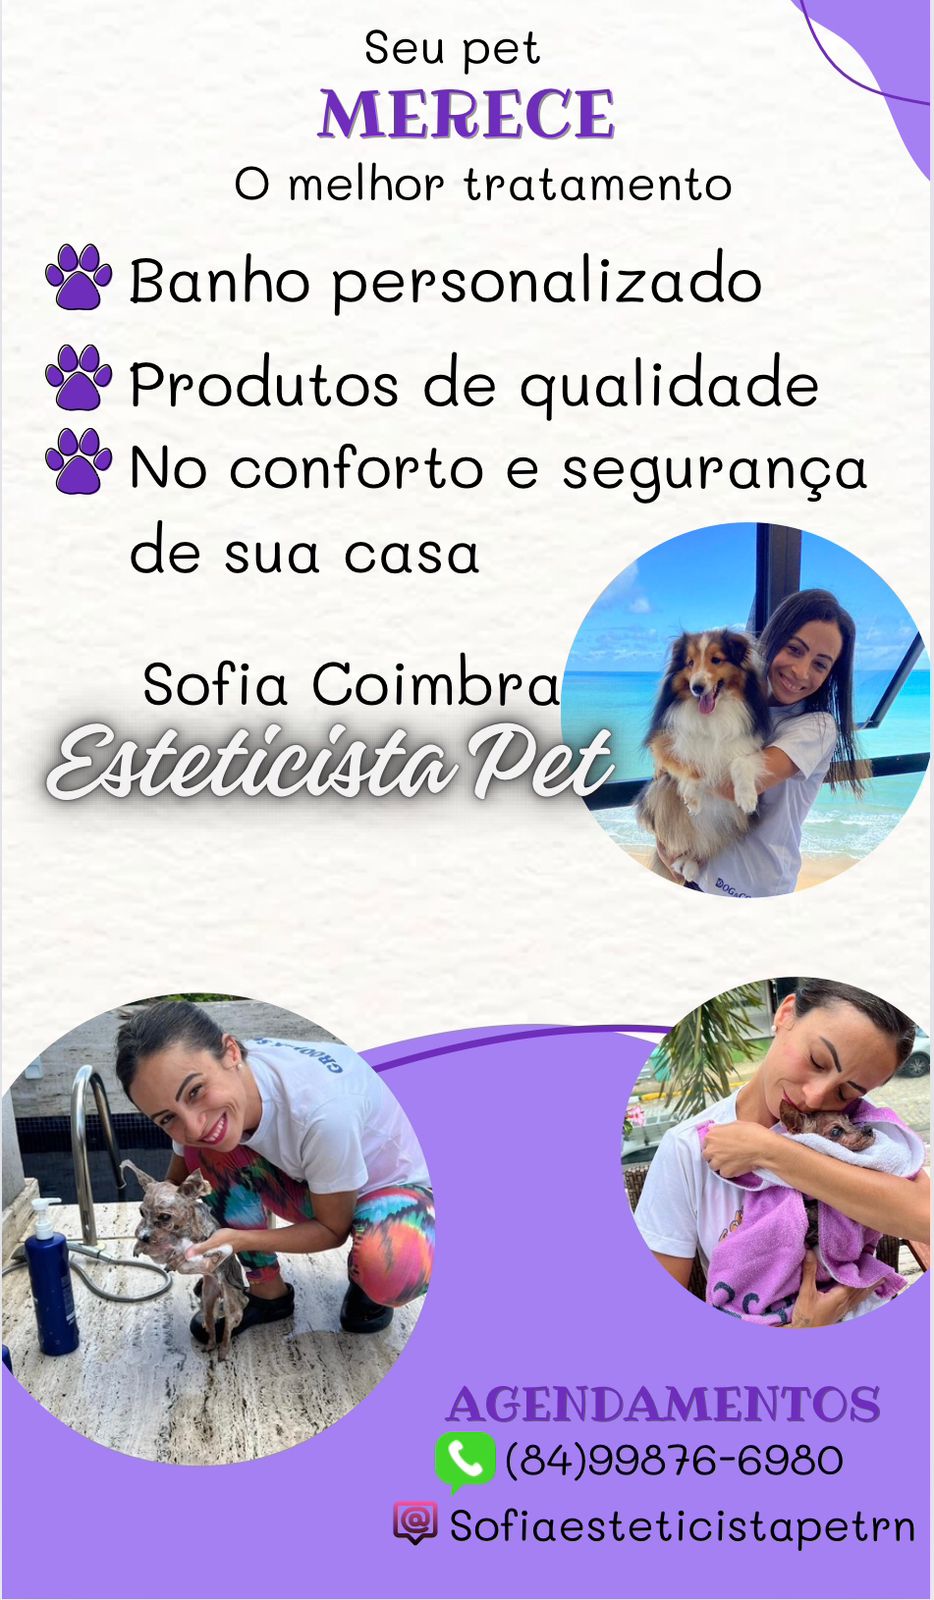 Seu pet
MERECE
O melhor tratamento
Banho personalizado
Produtos de qualidade
No conforto e segurança
de sua casa
Sofia Coimbra
Esteticista Pet
AGENDAMENTOS
(84)99876-6980
@ Sofiaesteticistapetrn